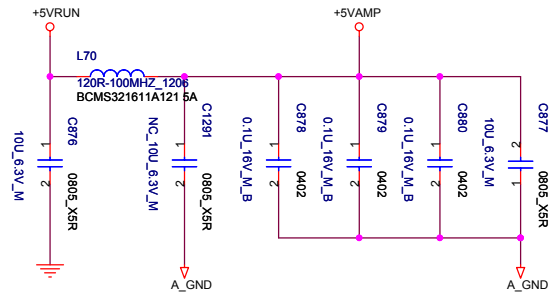 +5VRUN
+5VAMP
L70
120R-100MHZ_1206
BCMS321611A121 5A
C876
10U_6.3V_M
1
2
0805_X5R
C1291
NC_10U_6.3V_M
1
2
0805_X5R
C878
0.1U_16V_M_B
1
2
0402
C879
0.1U_16V_M_B
1
2
0402
C880
0.1U_16V_M_B
1
2
0402
C877
10U_6.3V_M
2
1
0805_X5R
A_GND
A_GND